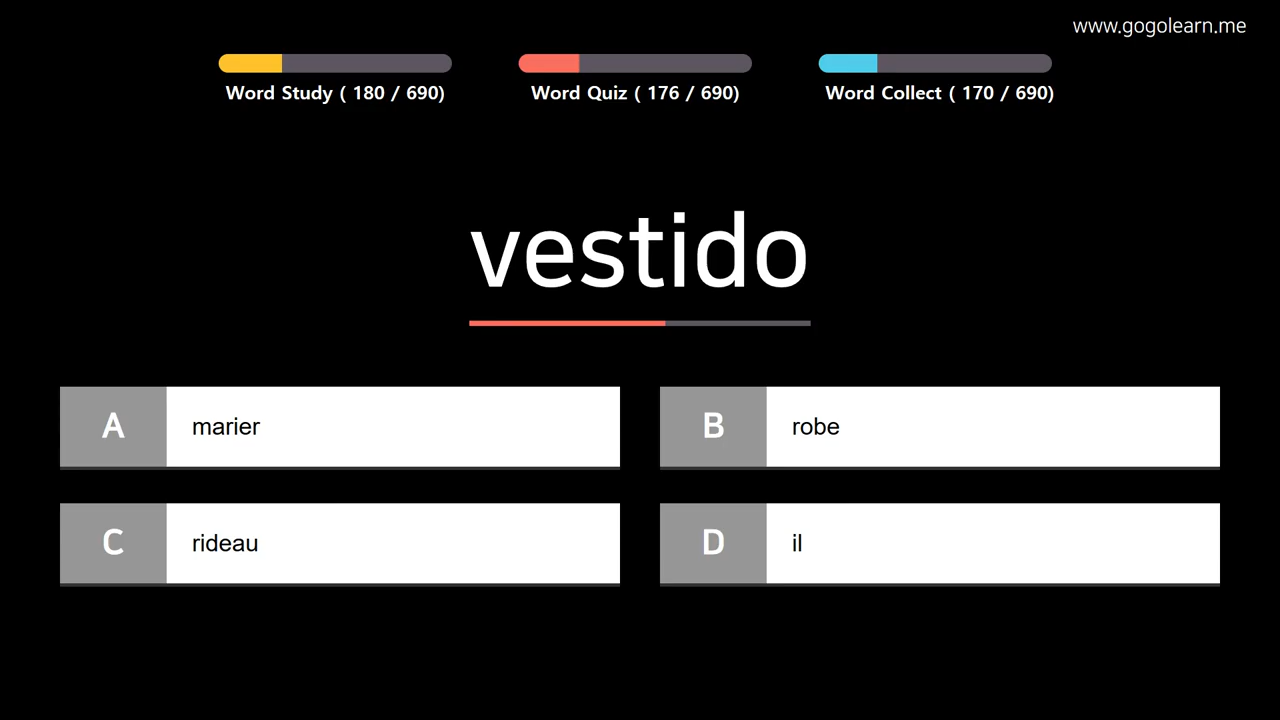 www.gogolearn.me
Word Study ( 180 / 690)
Word Quiz ( 176 / 690)
Word Collect ( 170 / 690)
vestido
A
marier
B
robe
C
rideau
D
il